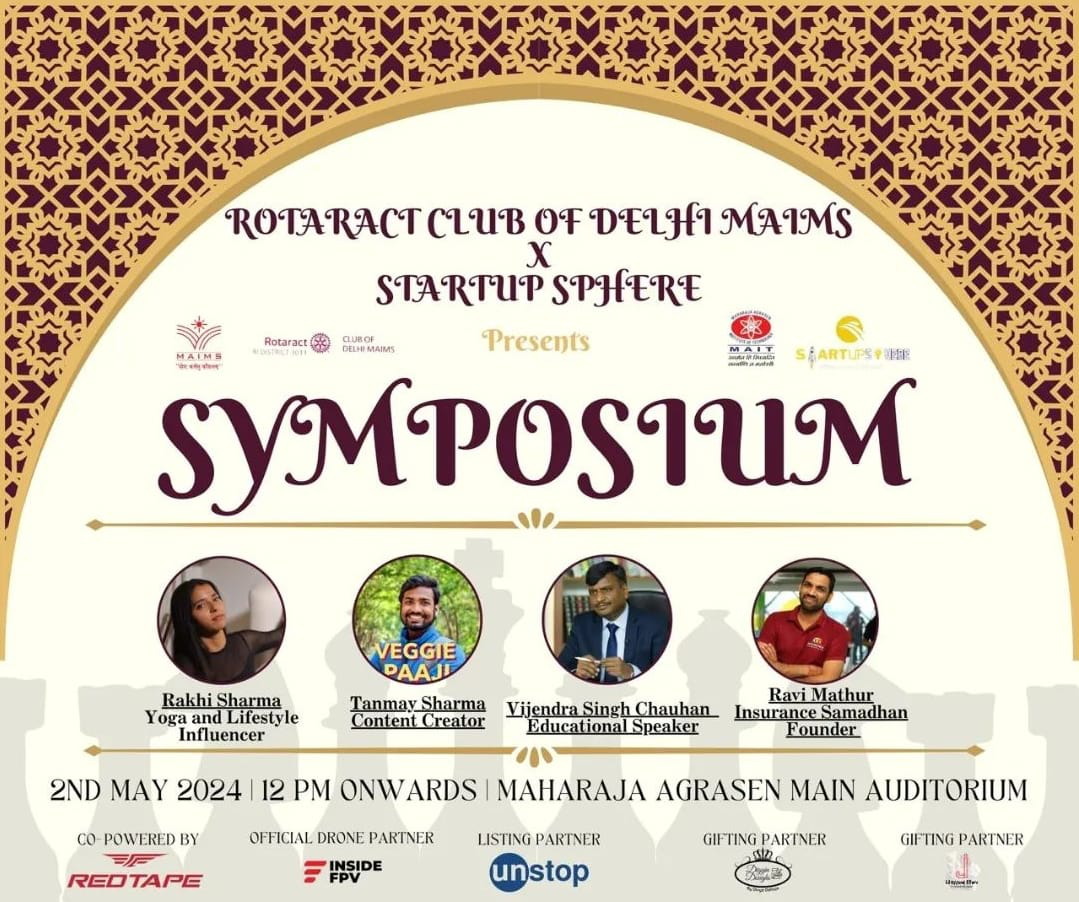 ROTARACT CLUB OF DELHI MAIMS
X
STARTUP SPHERE
Presents
MAIMS
Rotaract
CLUB OF
DELHI MAIMS
RI DISTRICT 3011
MAIT
SYMPOSIUM
VEGGIE
PAAJI
Rakhi Sharma
Yoga and Lifestyle
Influencer
Tanmay Sharma
Content Creator
Vijendra Singh Chauhan
Educational Speaker
Ravi Mathur
Insurance Samadhan
Founder
2ND MAY 2024 | 12 PM ONWARDS | MAHARAJA AGRASEN MAIN AUDITORIUM
CO-POWERED BY
REDTAPE
OFFICIAL DRONE PARTNER
INSIDE
FPV
LISTING PARTNER
unstop
GIFTING PARTNER
GIFTING PARTNER